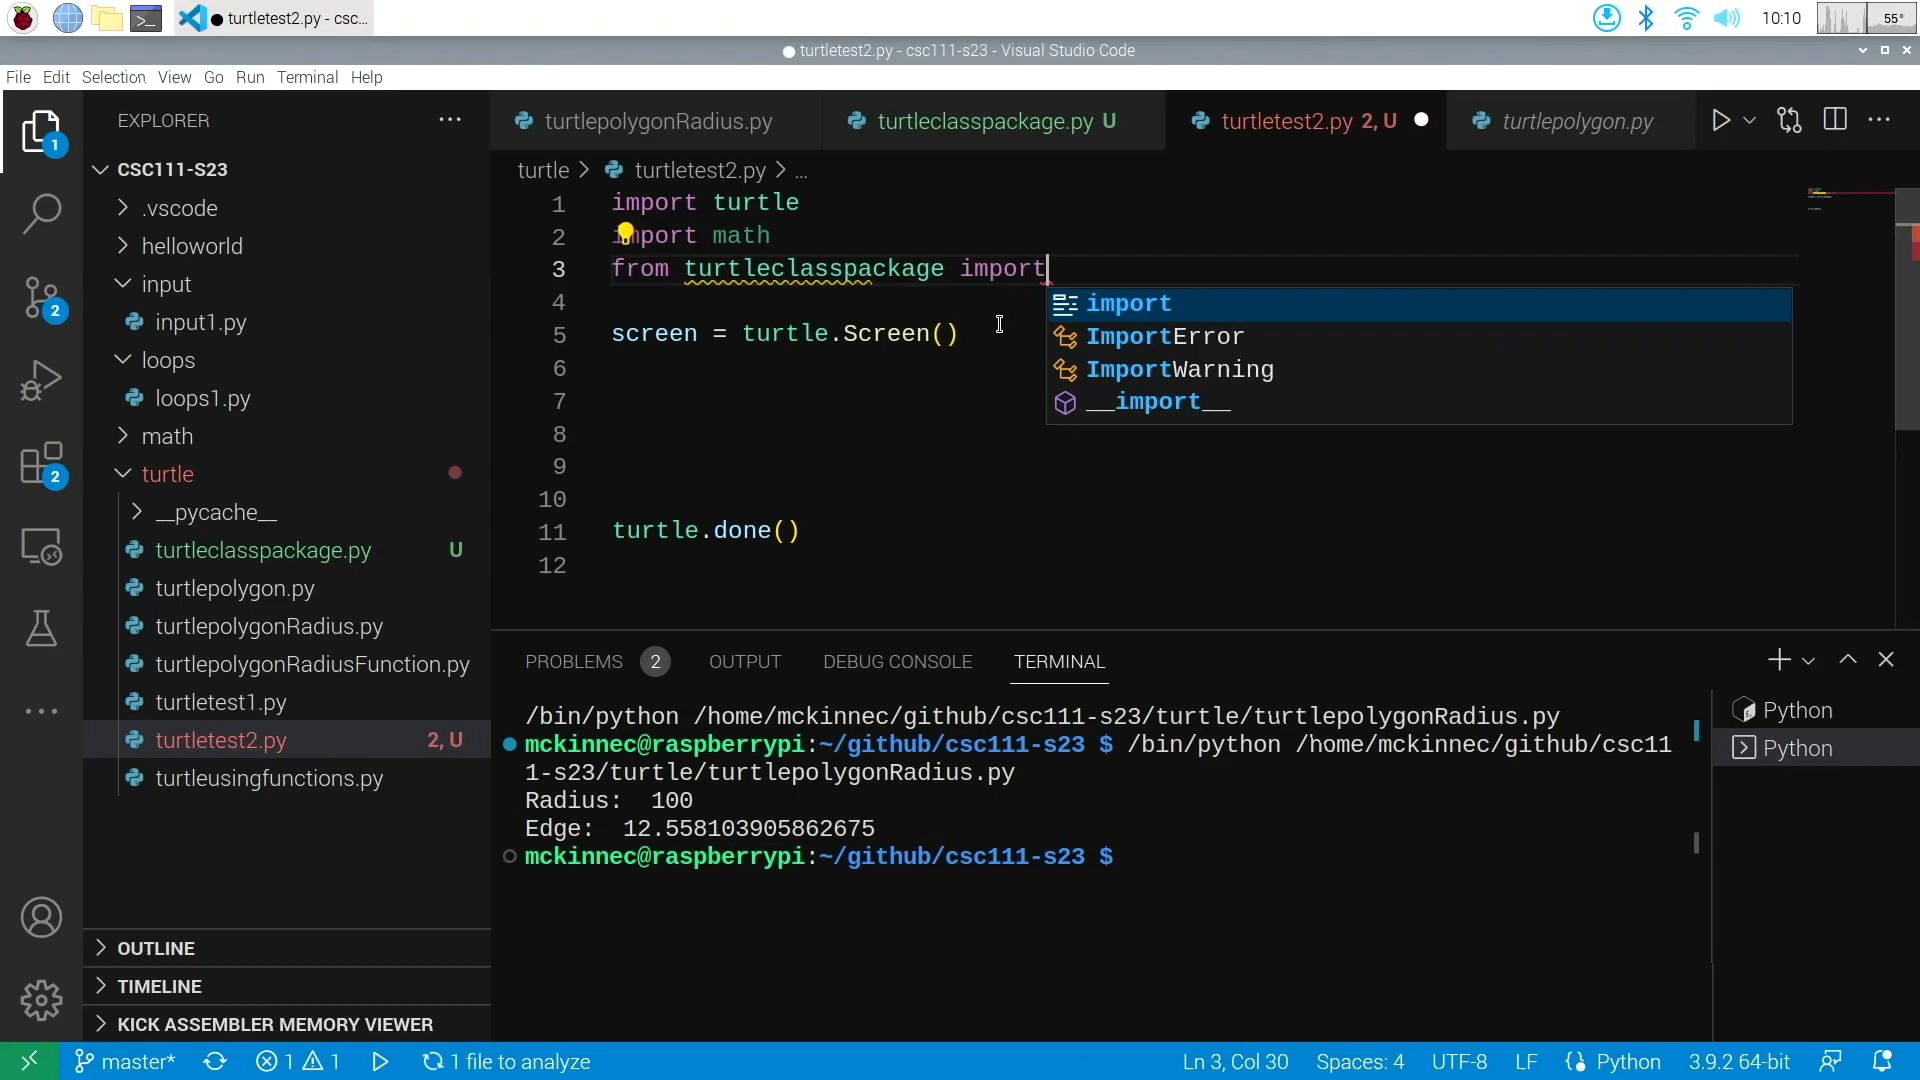 turtletest2.py - csc...
10:10
55°
turtletest2.py - csc111-s23 - Visual Studio Code
File Edit Selection View Go Run Terminal Help
EXPLORER
CSC111-S23
.vscode
helloworld
input
input1.py
loops
loops1.py
math
turtle
__pycache__
turtleclasspackage.py U
turtlepolygon.py
turtlepolygonRadius.py
turtlepolygonRadiusFunction.py
turtletest1.py
turtletest2.py 2, U
turtleusingfunctions.py
OUTLINE
TIMELINE
KICK ASSEMBLER MEMORY VIEWER
1
2
2
turtlepolygonRadius.py turtleclasspackage.py U turtletest2.py 2, U turtlepolygon.py
turtle > turtletest2.py > ...
1 import turtle
2 import math
3 from turtleclasspackage import
4
5 screen = turtle.Screen()
6
7
8
9
10
11 turtle.done()
12
import
ImportError
ImportWarning
__import__
PROBLEMS 2 OUTPUT DEBUG CONSOLE TERMINAL
/bin/python /home/mckinnec/github/csc111-s23/turtle/turtlepolygonRadius.py
mckinnec@raspberrypi:~/github/csc111-s23 $ /bin/python /home/mckinnec/github/csc11
1-s23/turtle/turtlepolygonRadius.py
Radius:  100
Edge:  12.558103905862675
mckinnec@raspberrypi:~/github/csc111-s23 $
Python
Python
master* 1 1 1 file to analyze Ln 3, Col 30 Spaces: 4 UTF-8 LF Python 3.9.2 64-bit